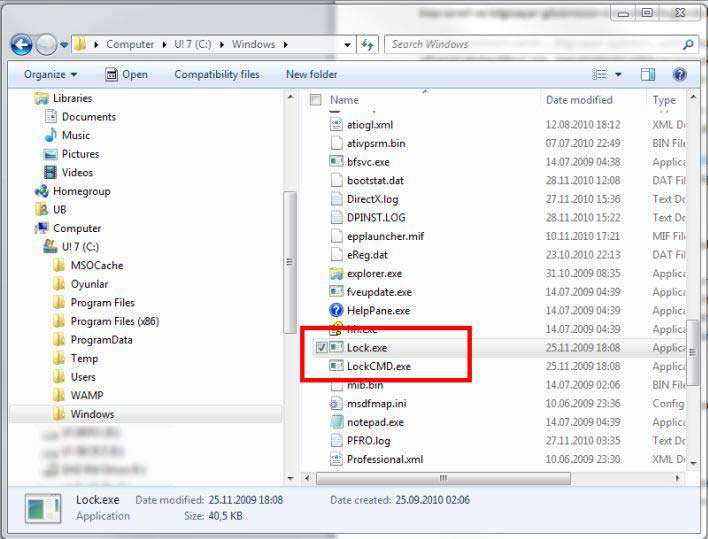 Computer U! 7 (C:) Windows
Search Windows
Organize Open Compatibility files New folder
Libraries
Documents
Music
Pictures
Videos
Homegroup
UB
Computer
U! 7 (C:)
MSOCache
Oyunlar
Program Files
Program Files (x86)
ProgramData
Temp
Users
WAMP
Windows
Name Date modified Type
atiogl.xml 12.08.2010 18:12 XML Do
ativpsrm.bin 07.07.2010 22:49 BIN File
bfsvc.exe 14.07.2009 04:38 Applica
bootstat.dat 28.11.2010 12:08 DAT Fil
DirectX.log 27.11.2010 15:36 Text Do
DPINST.LOG 28.11.2010 15:22 Text Do
epplauncher.mif 10.11.2020 17:21 MIF File
eReg.dat 23.10.2010 22:13 DAT Fil
explorer.exe 31.10.2009 08:35 Applica
fveupdate.exe 14.07.2009 04:39 Applica
HelpPane.exe 14.07.2009 04:39 Applica
hh.exe 14.07.2009 04:39 Applica
Lock.exe 25.11.2009 18:08 Applica
LockCMD.exe 25.11.2009 18:08 Applica
mib.bin 14.07.2009 02:06 BIN File
msdfmap.ini 10.06.2009 23:36 Config
notepad.exe 14.07.2009 04:39 Applica
PFRO.log 27.11.2010 03:35 Text Do
Professional.xml 10.06.2009 23:30 XML Do
Lock.exe Date modified: 25.11.2009 18:08 Date created: 25.09.2010 02:06
Application Size: 40,5 KB